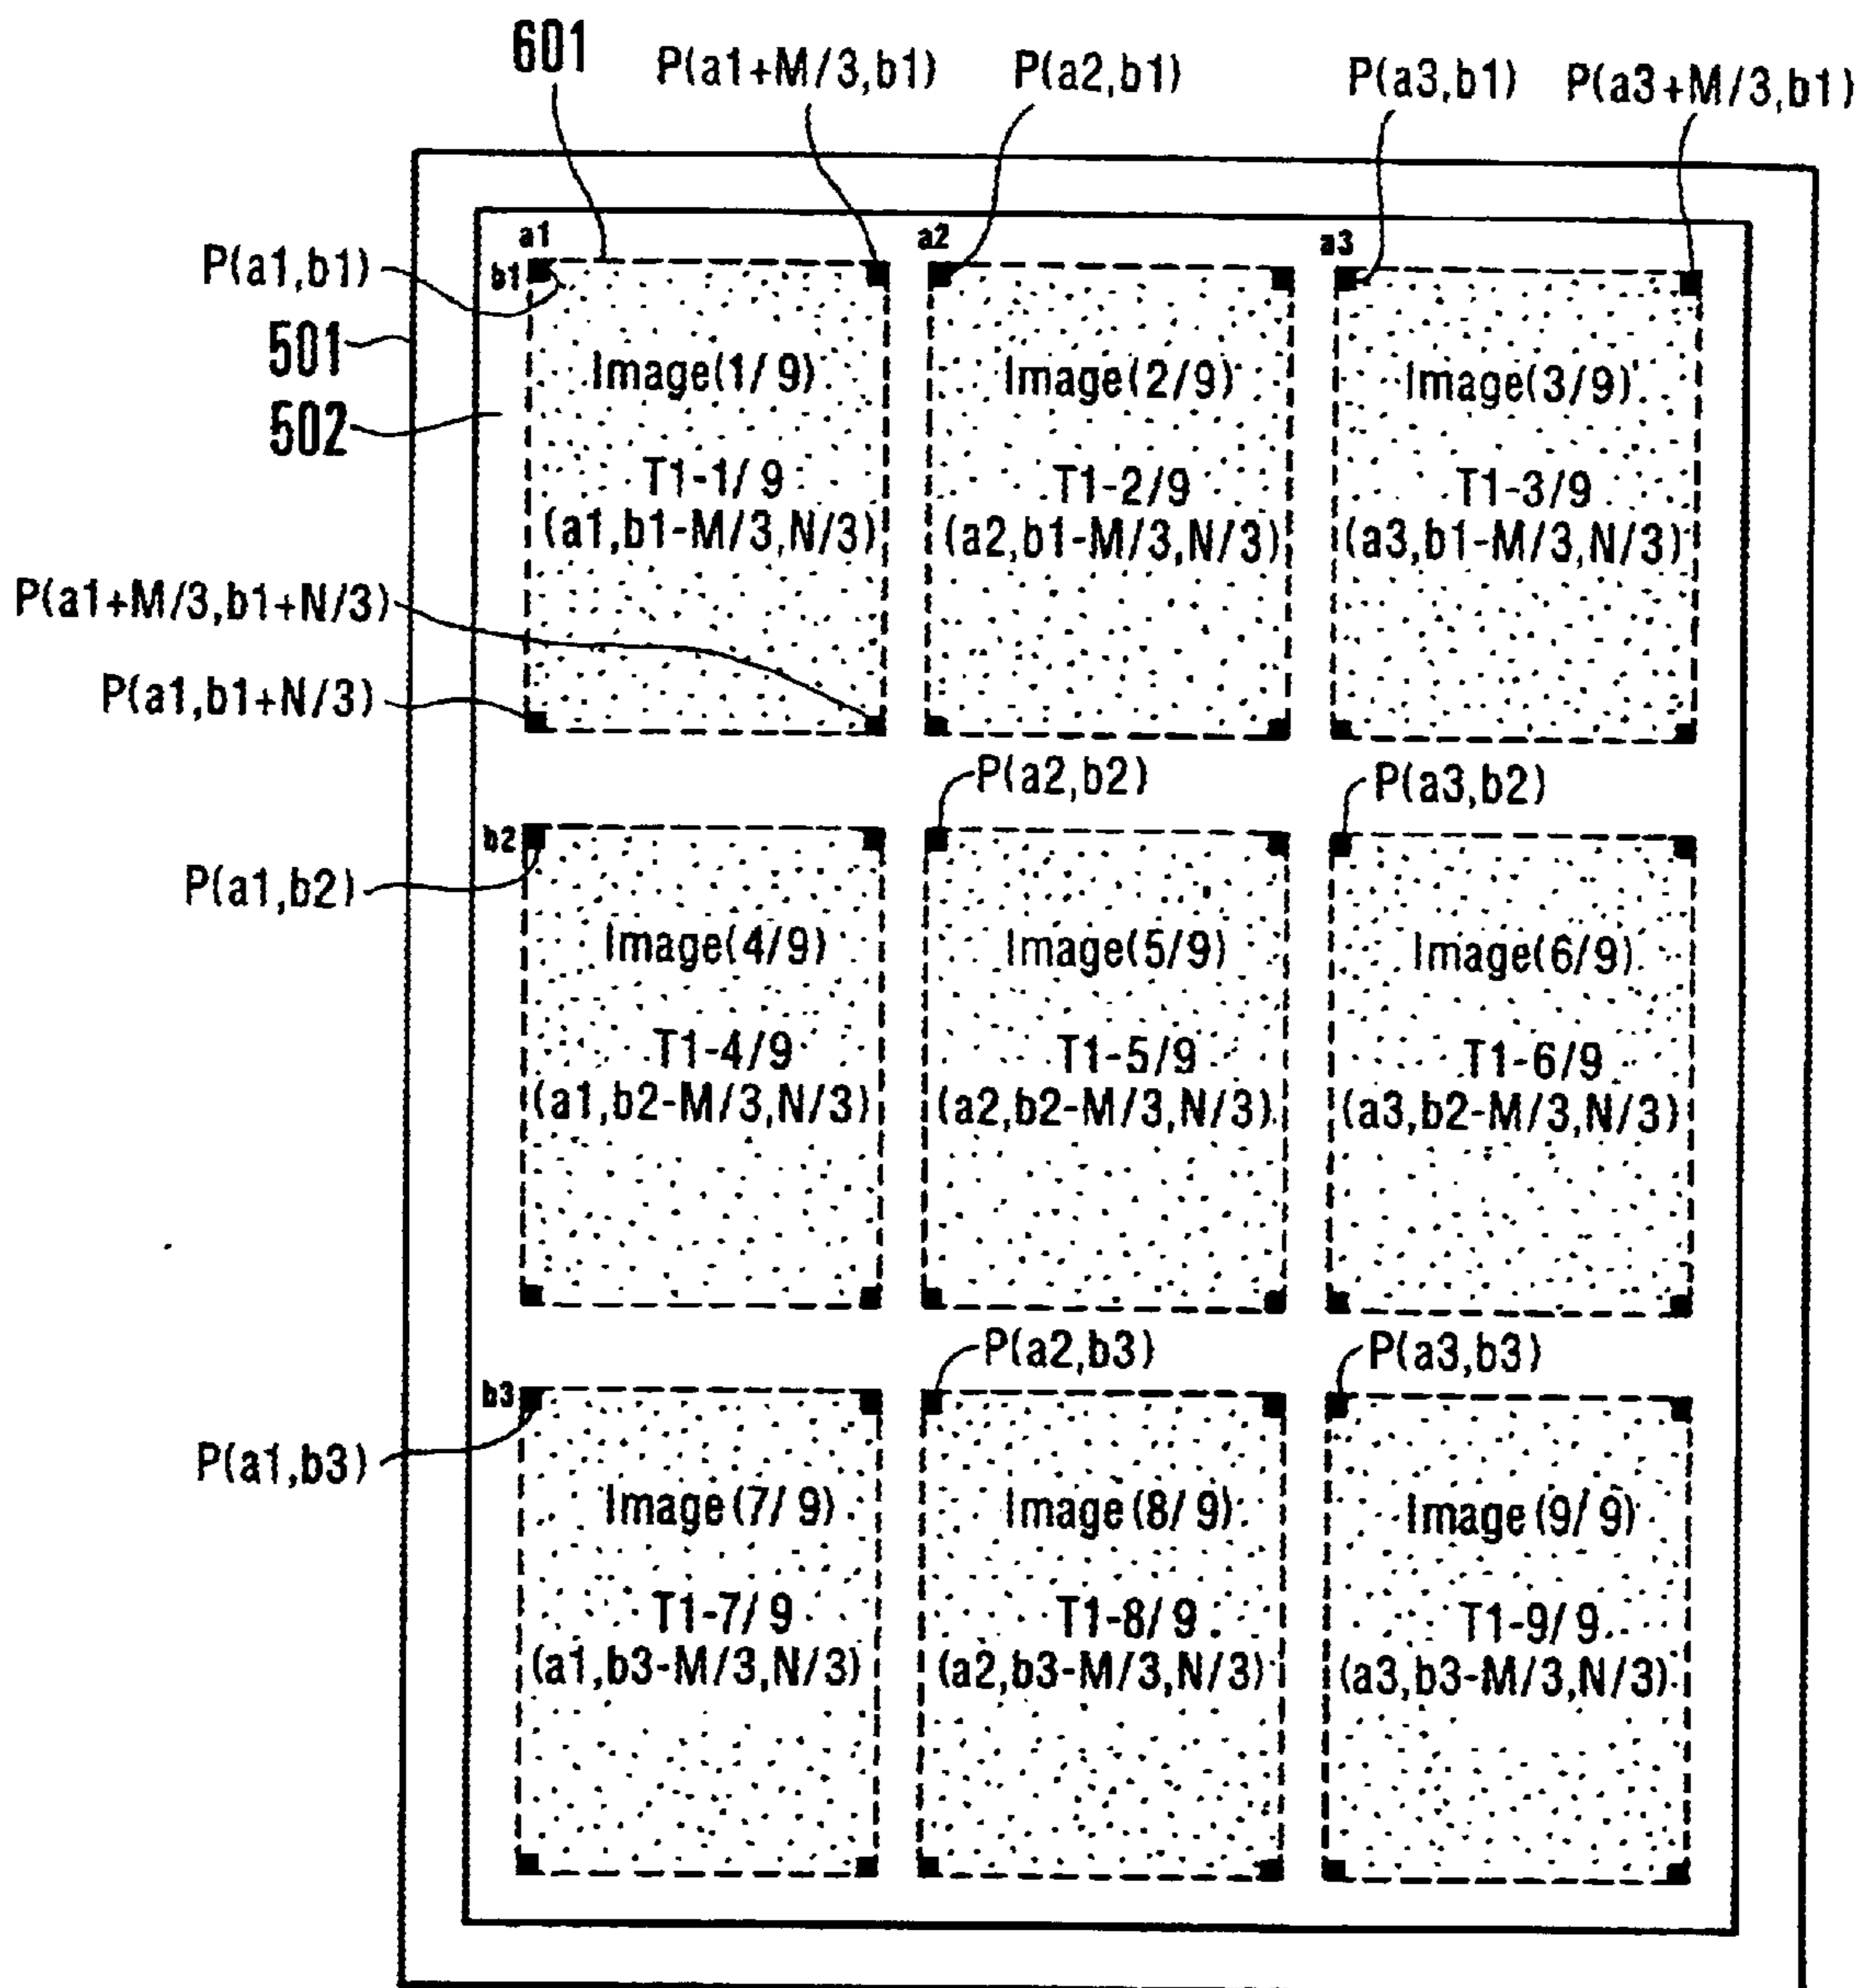 601
P(a1+M/3,b1)
P(a2,b1)
P(a3,b1)
P(a3+M/3,b1)
a1
a2
a3
P(a1,b1)
b1
501
502
Image(1/9)
Image(2/9)
Image(3/9)
T1-1/9
(a1,b1-M/3,N/3)
T1-2/9
(a2,b1-M/3,N/3)
T1-3/9
(a3,b1-M/3,N/3)
P(a1+M/3,b1+N/3)
P(a1,b1+N/3)
P(a2,b2)
P(a3,b2)
b2
P(a1,b2)
Image(4/9)
Image(5/9)
Image(6/9)
T1-4/9
(a1,b2-M/3,N/3)
T1-5/9
(a2,b2-M/3,N/3)
T1-6/9
(a3,b2-M/3,N/3)
P(a2,b3)
P(a3,b3)
b3
P(a1,b3)
Image(7/9)
Image(8/9)
Image(9/9)
T1-7/9
(a1,b3-M/3,N/3)
T1-8/9
(a2,b3-M/3,N/3)
T1-9/9
(a3,b3-M/3,N/3)